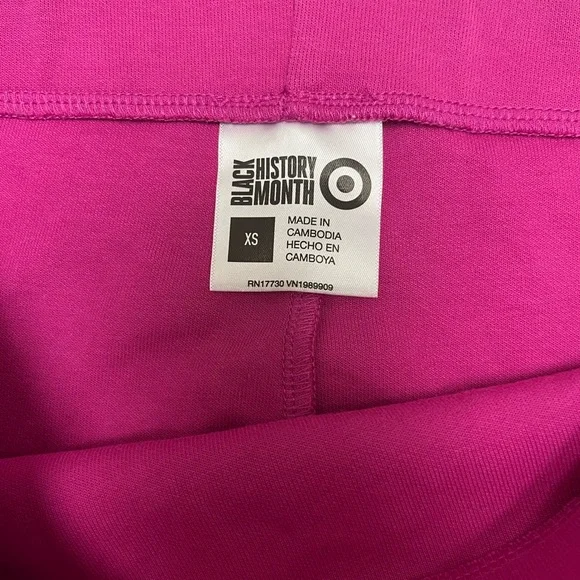 BLACK
HISTORY
MONTH
XS
MADE IN
CAMBODIA
HECHO EN
CAMBOYA
RN17730 VN1989909